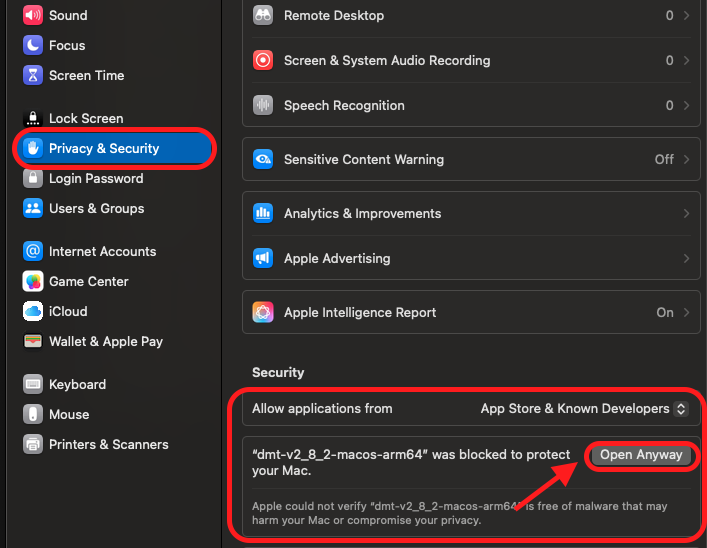 Sound
Focus
Screen Time
Lock Screen
Privacy & Security
Login Password
Users & Groups
Internet Accounts
Game Center
iCloud
Wallet & Apple Pay
Keyboard
Mouse
Printers & Scanners
Remote Desktop 0
Screen & System Audio Recording 0
Speech Recognition 0
Sensitive Content Warning Off
Analytics & Improvements
Apple Advertising
Apple Intelligence Report On
Security
Allow applications from App Store & Known Developers
“dmt-v2_8_2-macos-arm64” was blocked to protect Open Anyway
your Mac.
Apple could not verify “dmt-v2_8_2-macos-arm64” is free of malware that may
harm your Mac or compromise your privacy.